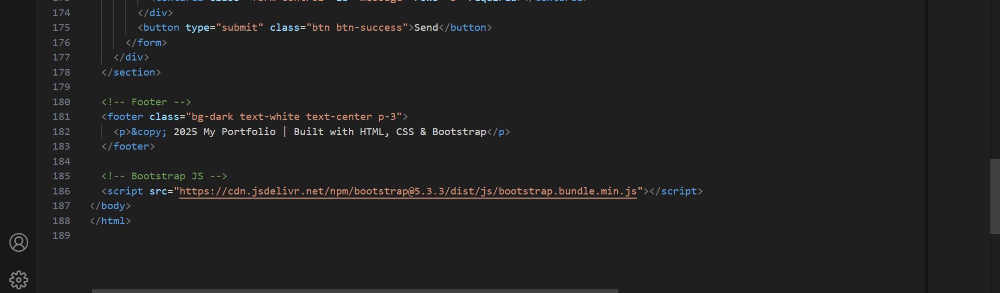 174 </div>
175 <button type="submit" class="btn btn-success">Send</button>
176 </form>
177 </div>
178 </section>
179
180 <!-- Footer -->
181 <footer class="bg-dark text-white text-center p-3">
182 <p>&copy; 2025 My Portfolio | Built with HTML, CSS & Bootstrap</p>
183 </footer>
184
185 <!-- Bootstrap JS -->
186 <script src="https://cdn.jsdelivr.net/npm/bootstrap@5.3.3/dist/js/bootstrap.bundle.min.js"></script>
187 </body>
188 </html>
189